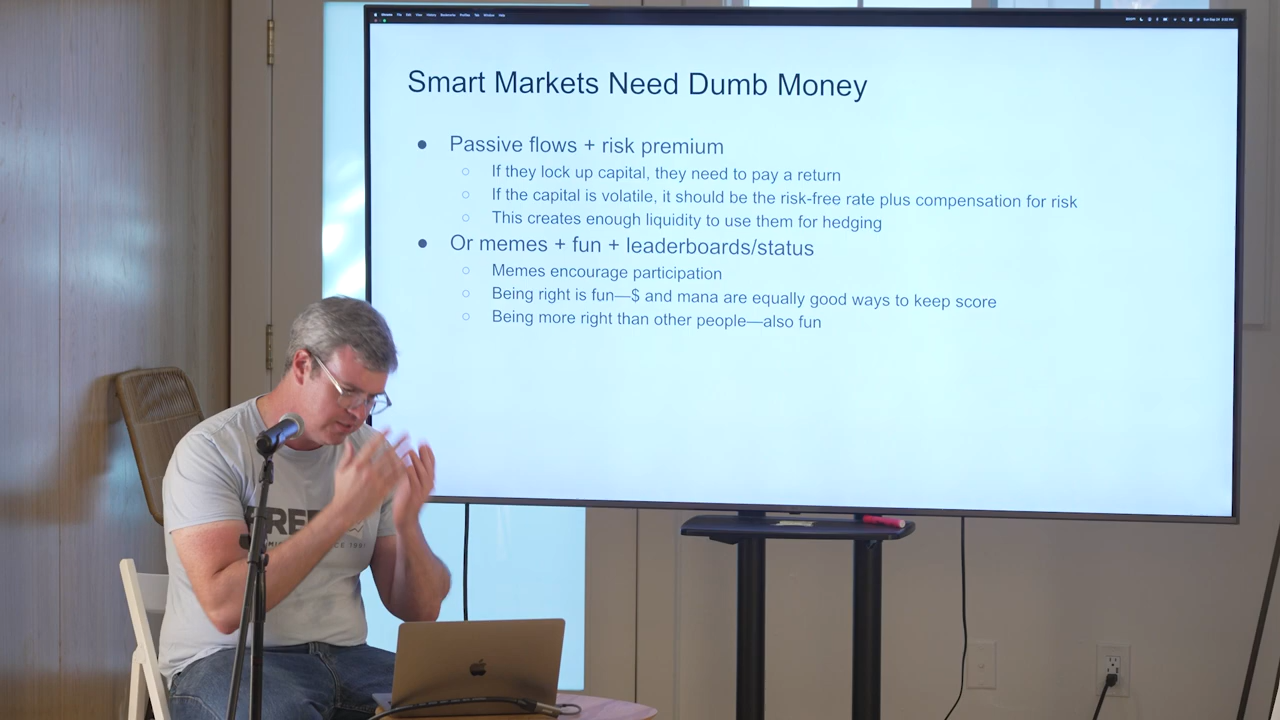 Smart Markets Need Dumb Money
● Passive flows + risk premium
○ If they lock up capital, they need to pay a return
○ If the capital is volatile, it should be the risk-free rate plus compensation for risk
○ This creates enough liquidity to use them for hedging
● Or memes + fun + leaderboards/status
○ Memes encourage participation
○ Being right is fun—$ and mana are equally good ways to keep score
○ Being more right than other people—also fun